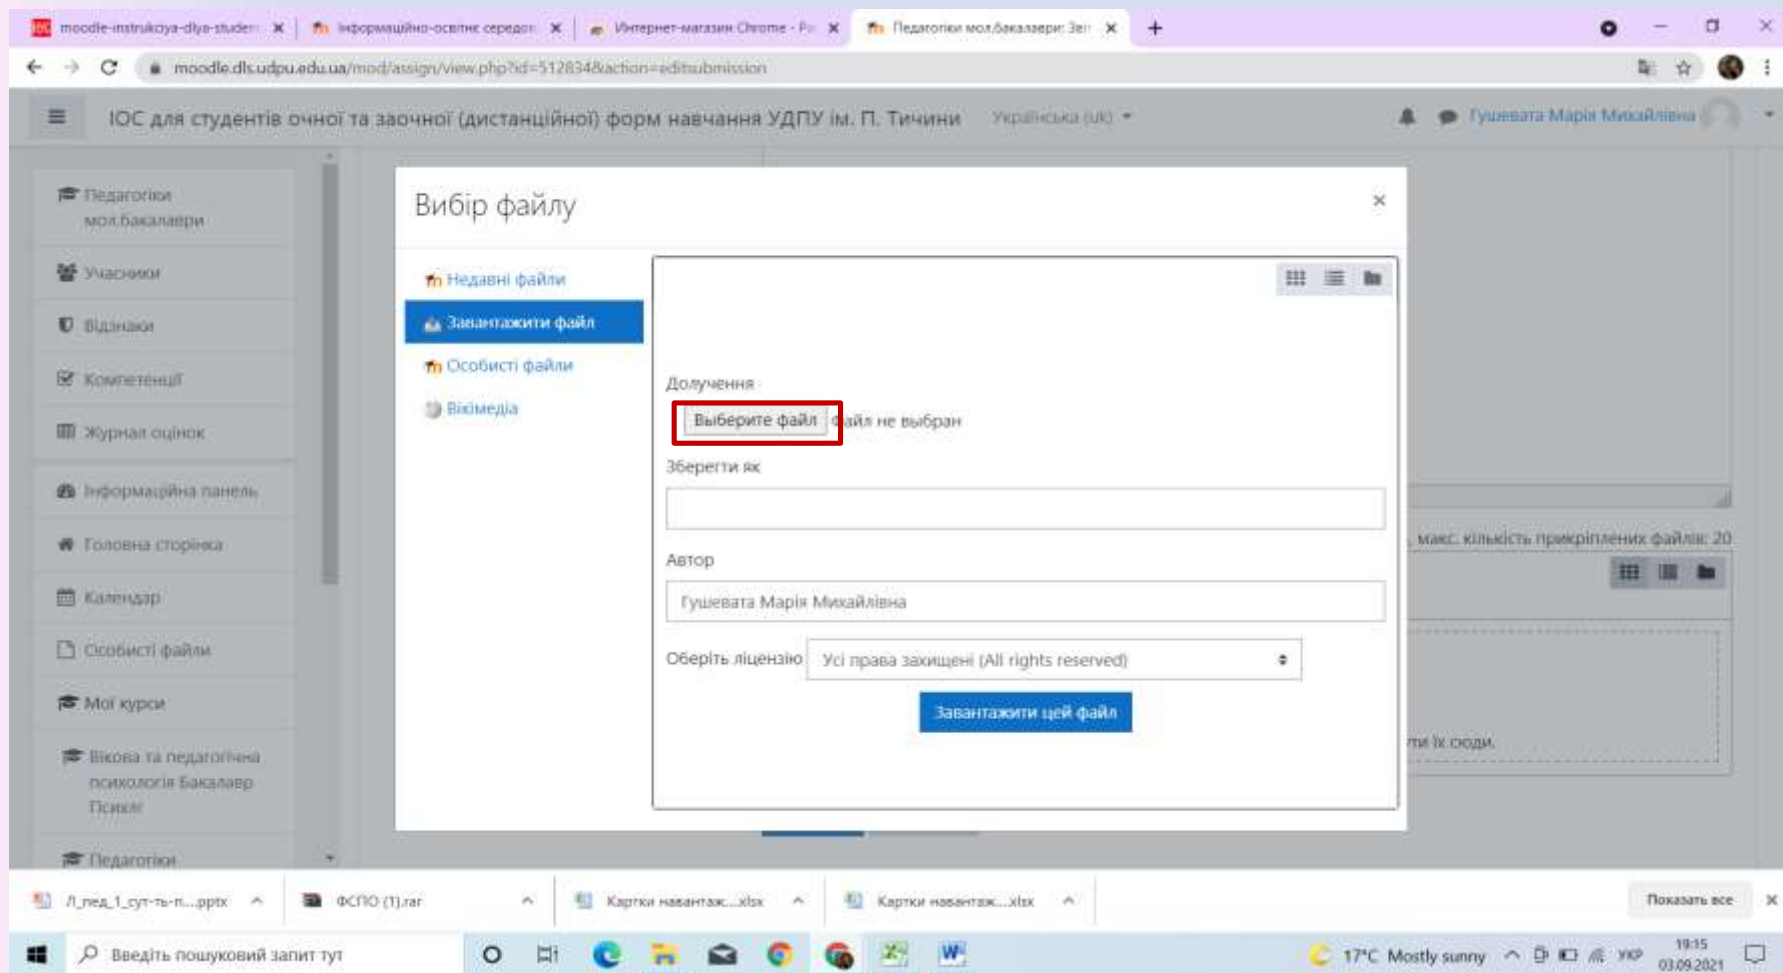 moodle-instrukciya-dlya-studen
Інформаційно-освітнє середов
Интернет-магазин Chrome - Ра
Педагогіки мол.бакалаври: Зві
moodle.dls.udpu.edu.ua/mod/assign/view.php?id=512834&action=editsubmission
ІОС для студентів очної та заочної (дистанційної) форм навчання УДПУ ім. П. Тичини
Українська (uk)
Гушевата Марія Михайлівна
Педагогіки
мол.бакалаври
Учасники
Відзнаки
Компетенції
Журнал оцінок
Інформаційна панель
Головна сторінка
Календар
Особисті файли
Мої курси
Вікова та педагогічна
психологія Бакалавр
Педагогіки
Вибір файлу
Недавні файли
Завантажити файл
Особисті файли
Вікімедіа
Долучення
Выберите файл Файл не выбран
Зберегти як
Автор
Гушевата Марія Михайлівна
Оберіть ліцензію Усі права захищені (All rights reserved)
Завантажити цей файл
, макс. кількість прикріплених файлів: 20
ти їх сюди.
Л_пед_1_сут-ть-п....pptx
ФСПО (1).rar
Картки навантаж....xlsx
Картки навантаж....xlsx
Показать все
Введіть пошуковий запит тут
17°C Mostly sunny
УКР
19:15
03.09.2021